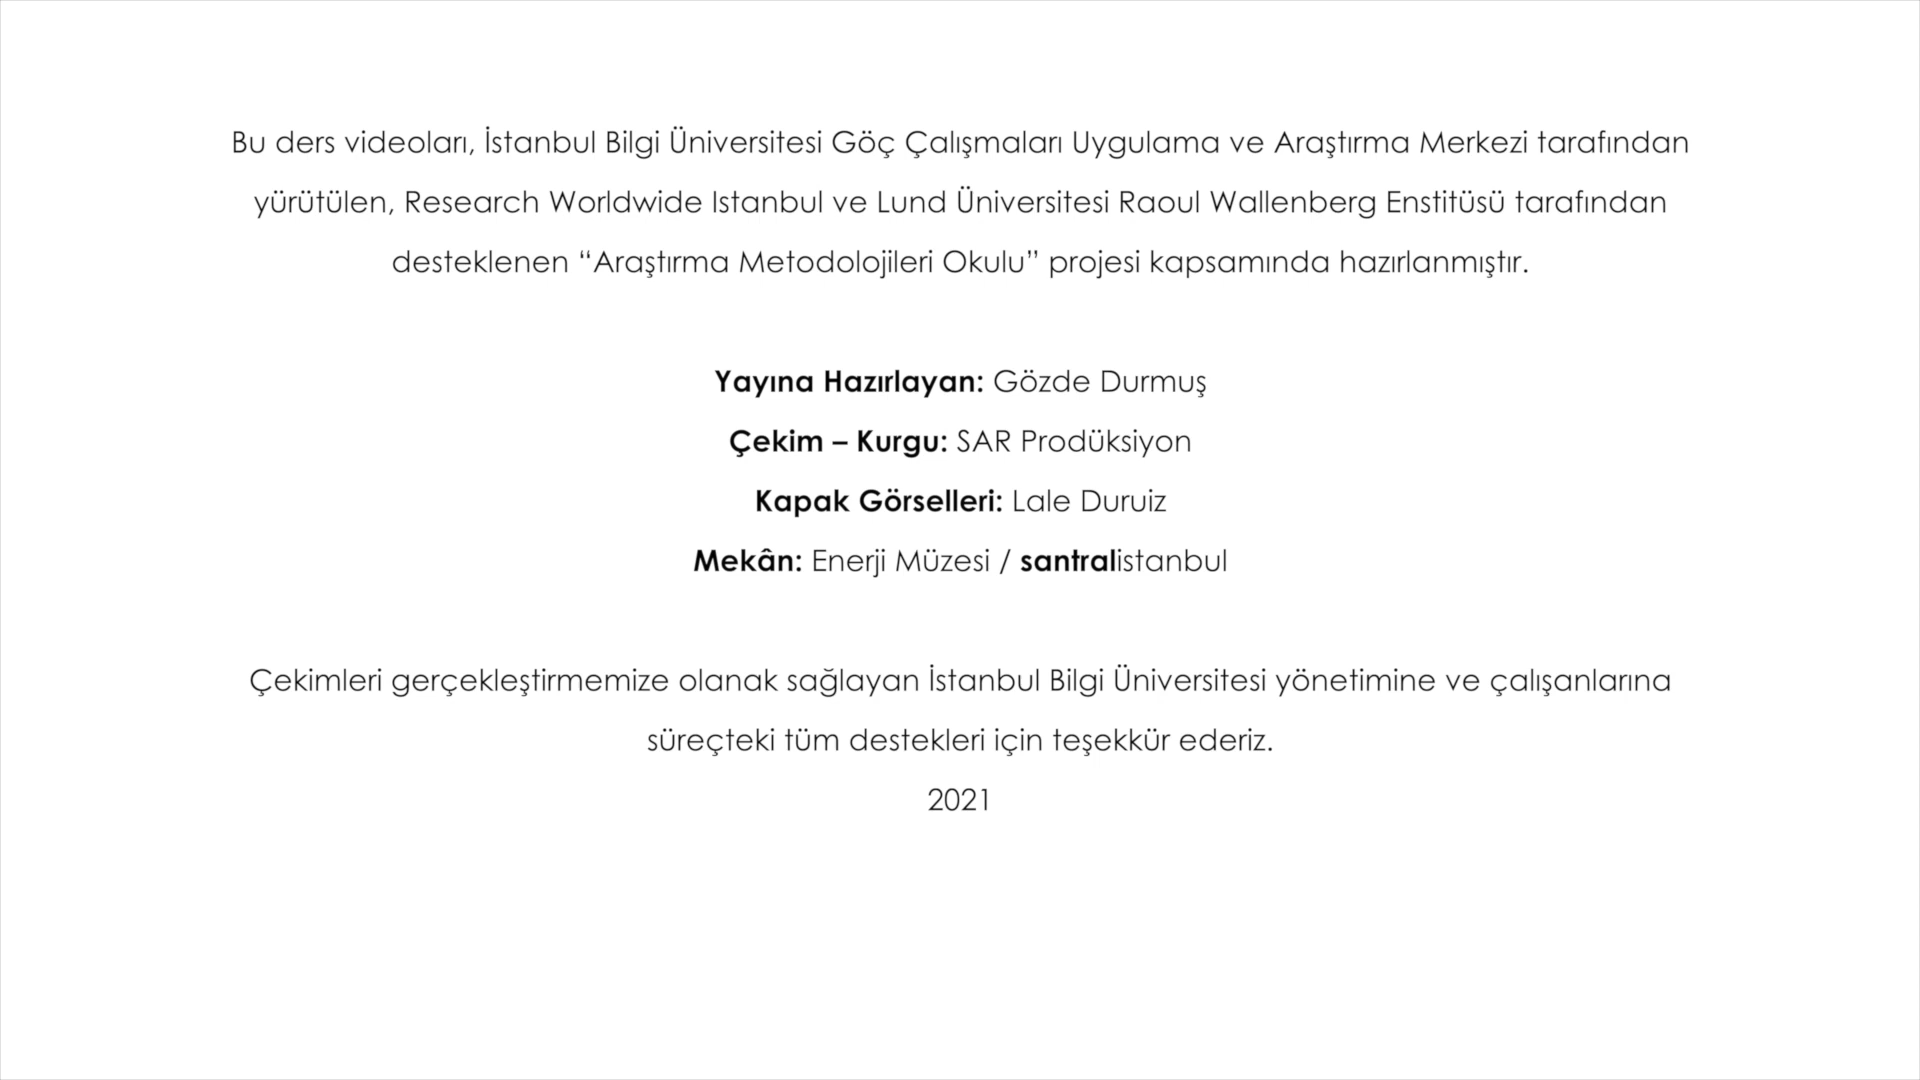 Bu ders videoları, İstanbul Bilgi Üniversitesi Göç Çalışmaları Uygulama ve Araştırma Merkezi tarafından
yürütülen, Research Worldwide Istanbul ve Lund Üniversitesi Raoul Wallenberg Enstitüsü tarafından
desteklenen “Araştırma Metodolojileri Okulu” projesi kapsamında hazırlanmıştır.
Yayına Hazırlayan: Gözde Durmuş
Çekim – Kurgu: SAR Prodüksiyon
Kapak Görselleri: Lale Duruiz
Mekân: Enerji Müzesi / santralistanbul
Çekimleri gerçekleştirmemize olanak sağlayan İstanbul Bilgi Üniversitesi yönetimine ve çalışanlarına
süreçteki tüm destekleri için teşekkür ederiz.
2021